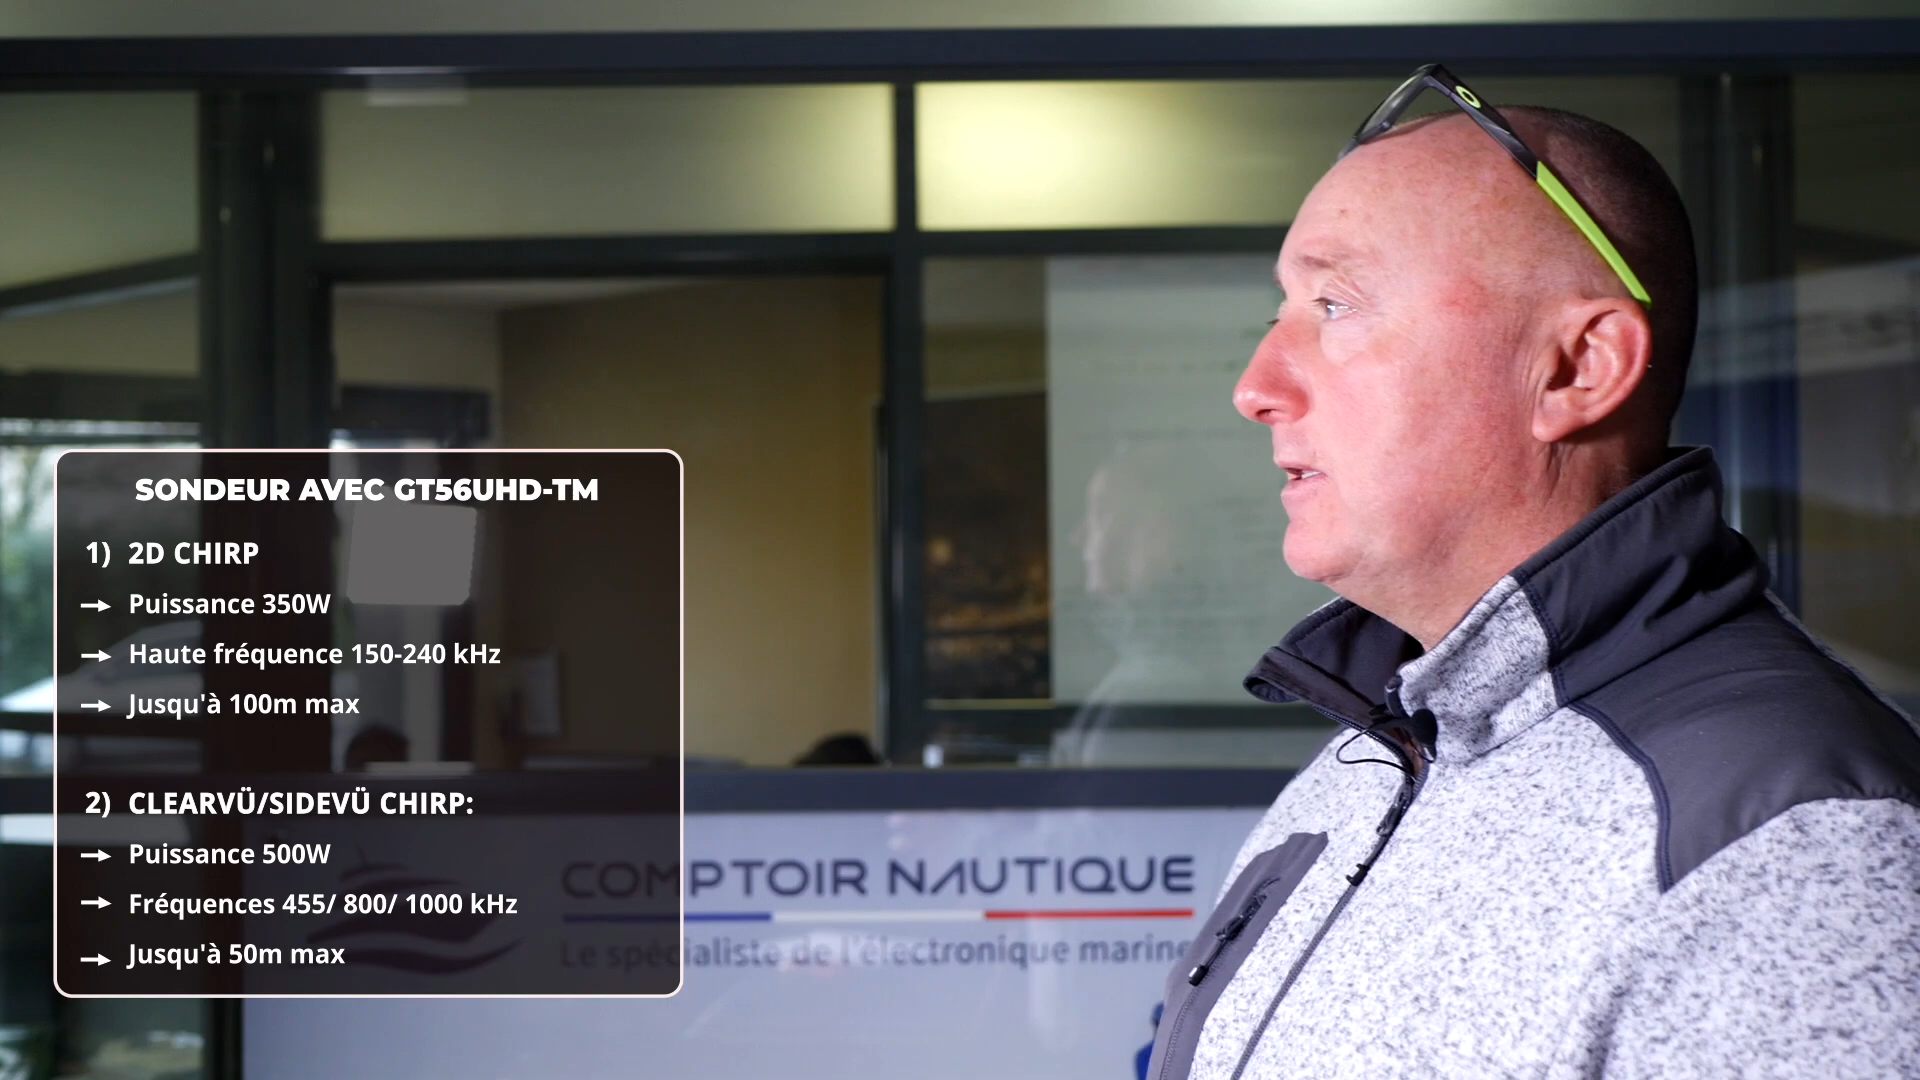 SONDEUR AVEC GT56UHD-TM
1) 2D CHIRP
→ Puissance 350W
→ Haute fréquence 150-240 kHz
→ Jusqu'à 100m max
2) CLEARVÜ/SIDEVÜ CHIRP:
→ Puissance 500W
→ Fréquences 455/ 800/ 1000 kHz
→ Jusqu'à 50m max
COMPTOIR NAUTIQUE
Le spécialiste de l'électronique marine